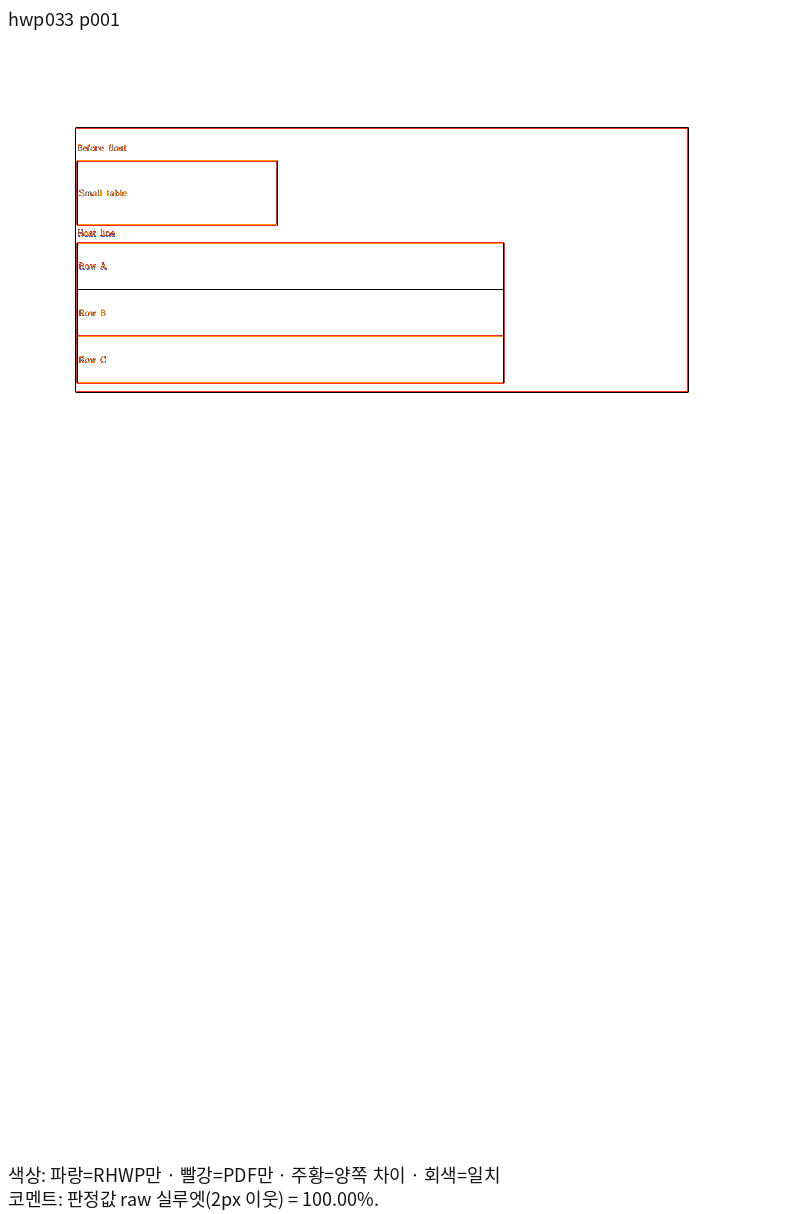 hwp033 p001
Before float
Small table
Host line
Row A
Row B
Row C
색상: 파랑=RHWP만 · 빨강=PDF만 · 주황=양쪽 차이 · 회색=일치
코멘트: 판정값 raw 실루엣(2px 이웃) = 100.00%.